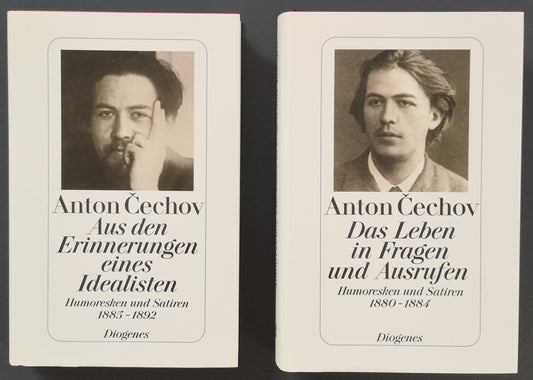 Anton Čechov
Aus den
Erinnerungen
eines
Idealisten
Humoresken und Satiren
1885–1892
Diogenes
Anton Čechov
Das Leben
in Fragen
und Ausrufen
Humoresken und Satiren
1880–1884
Diogenes